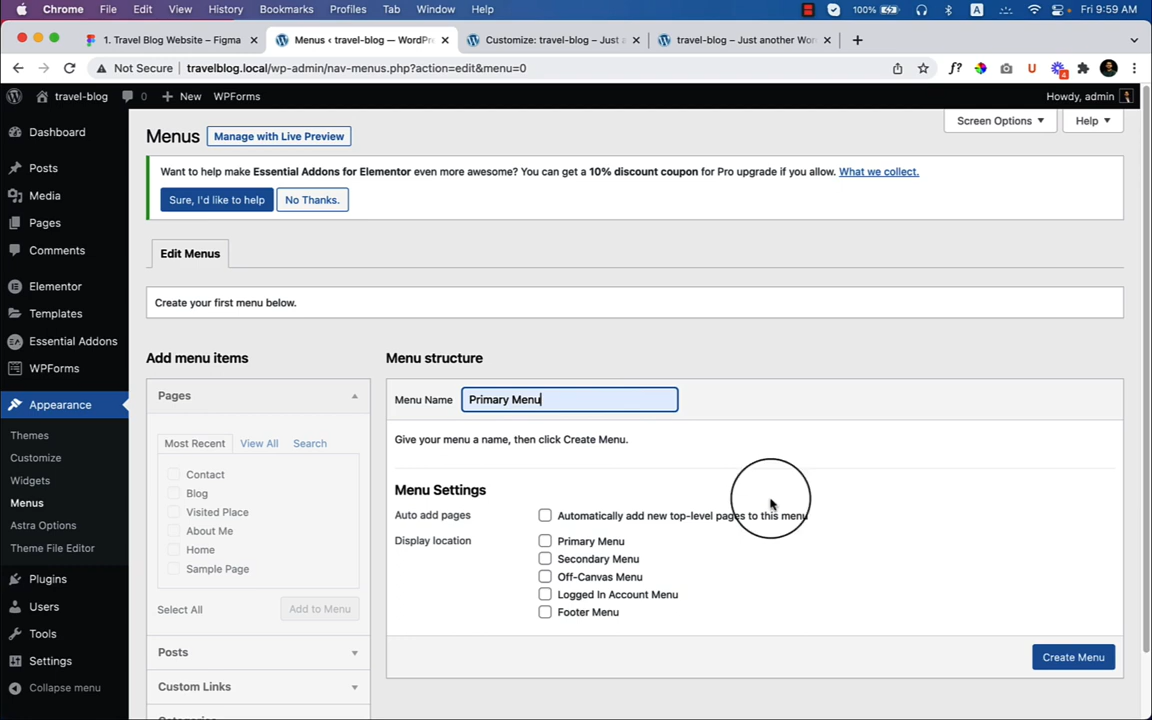 Chrome File Edit View History Bookmarks Profiles Tab Window Help 100% A Fri 9:59 AM
1. Travel Blog Website – Figma
Menus ‹ travel-blog — WordPre
Customize: travel-blog – Just a
travel-blog – Just another Wor
Not Secure travelblog.local/wp-admin/nav-menus.php?action=edit&menu=0 f? U 4
travel-blog 0 New WPForms Howdy, admin
Dashboard
Posts
Media
Pages
Comments
Elementor
Templates
Essential Addons
WPForms
Appearance
Themes
Customize
Widgets
Menus
Astra Options
Theme File Editor
Plugins
Users
Tools
Settings
Collapse menu
Screen Options Help
Menus Manage with Live Preview
Want to help make Essential Addons for Elementor even more awesome? You can get a 10% discount coupon for Pro upgrade if you allow. What we collect.
Sure, I'd like to help No Thanks.
Edit Menus
Create your first menu below.
Add menu items
Pages
Most Recent View All Search
Contact
Blog
Visited Place
About Me
Home
Sample Page
Select All Add to Menu
Posts
Custom Links
Menu structure
Menu Name Primary Menu
Give your menu a name, then click Create Menu.
Menu Settings
Auto add pages Automatically add new top-level pages to this menu
Display location Primary Menu
Secondary Menu
Off-Canvas Menu
Logged In Account Menu
Footer Menu
Create Menu